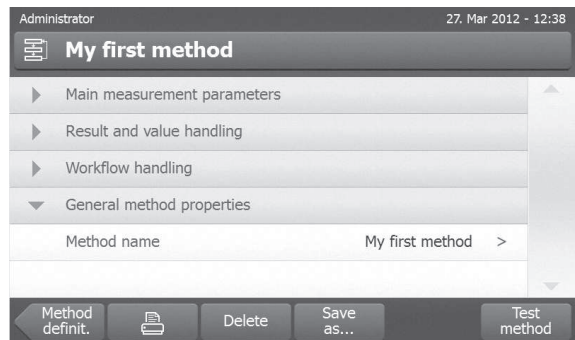 Administrator 27. Mar 2012 - 12:38
My first method
Main measurement parameters
Result and value handling
Workflow handling
General method properties
Method name My first method >
Method
definit.
Delete
Save
as...
Test
method